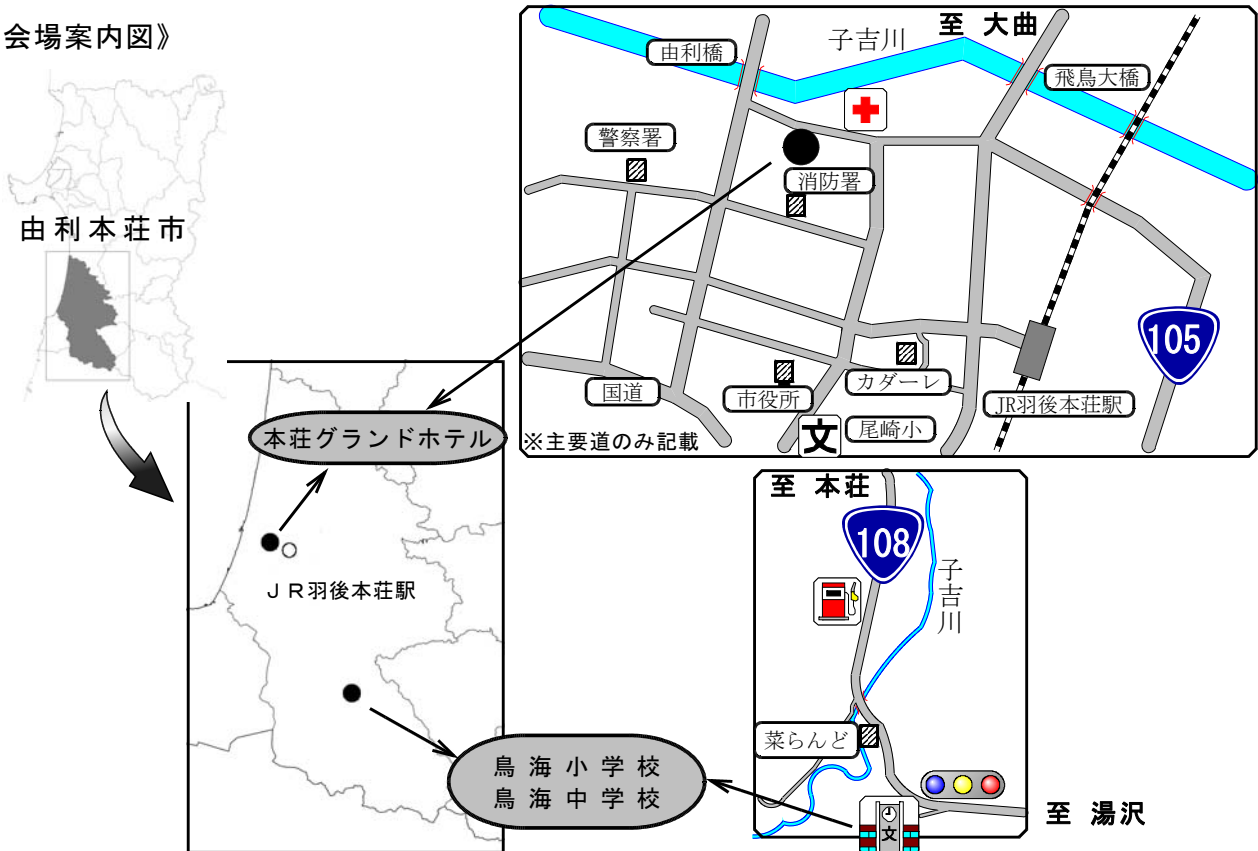 会場案内図》
至 大曲
子吉川
由利橋
飛鳥大橋
警察署
消防署
由利本荘市
105
カダーレ
国道
市役所
JR羽後本荘駅
尾崎小
文
※主要道のみ記載
本荘グランドホテル
JR羽後本荘駅
至 本荘
108
子吉川
菜らんど
鳥海小学校
鳥海中学校
文
至 湯沢